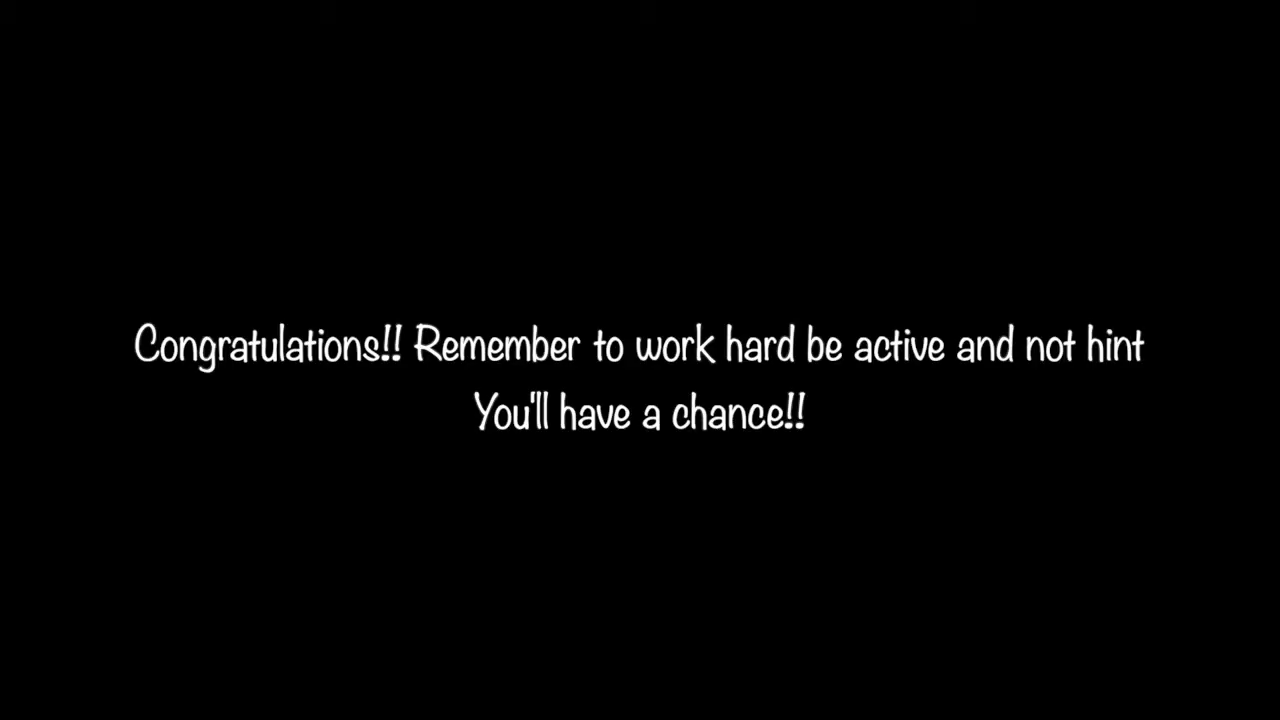 Congratulations!! Remember to work hard be active and not hint
You'll have a chance!!